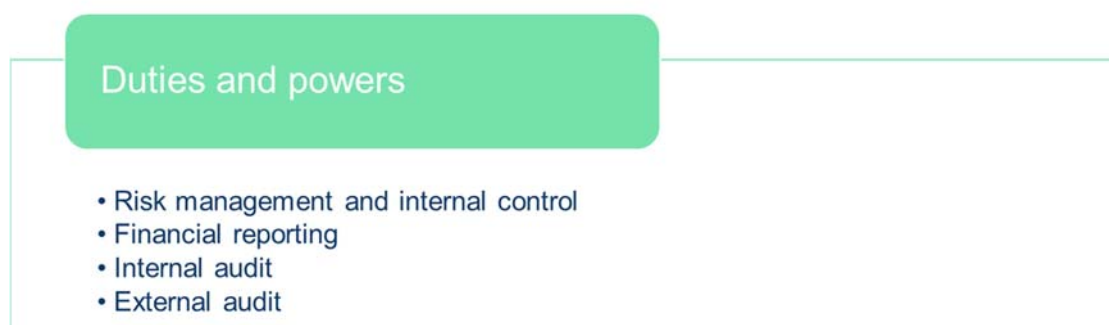 Duties and powers
• Risk management and internal control
• Financial reporting
• Internal audit
• External audit